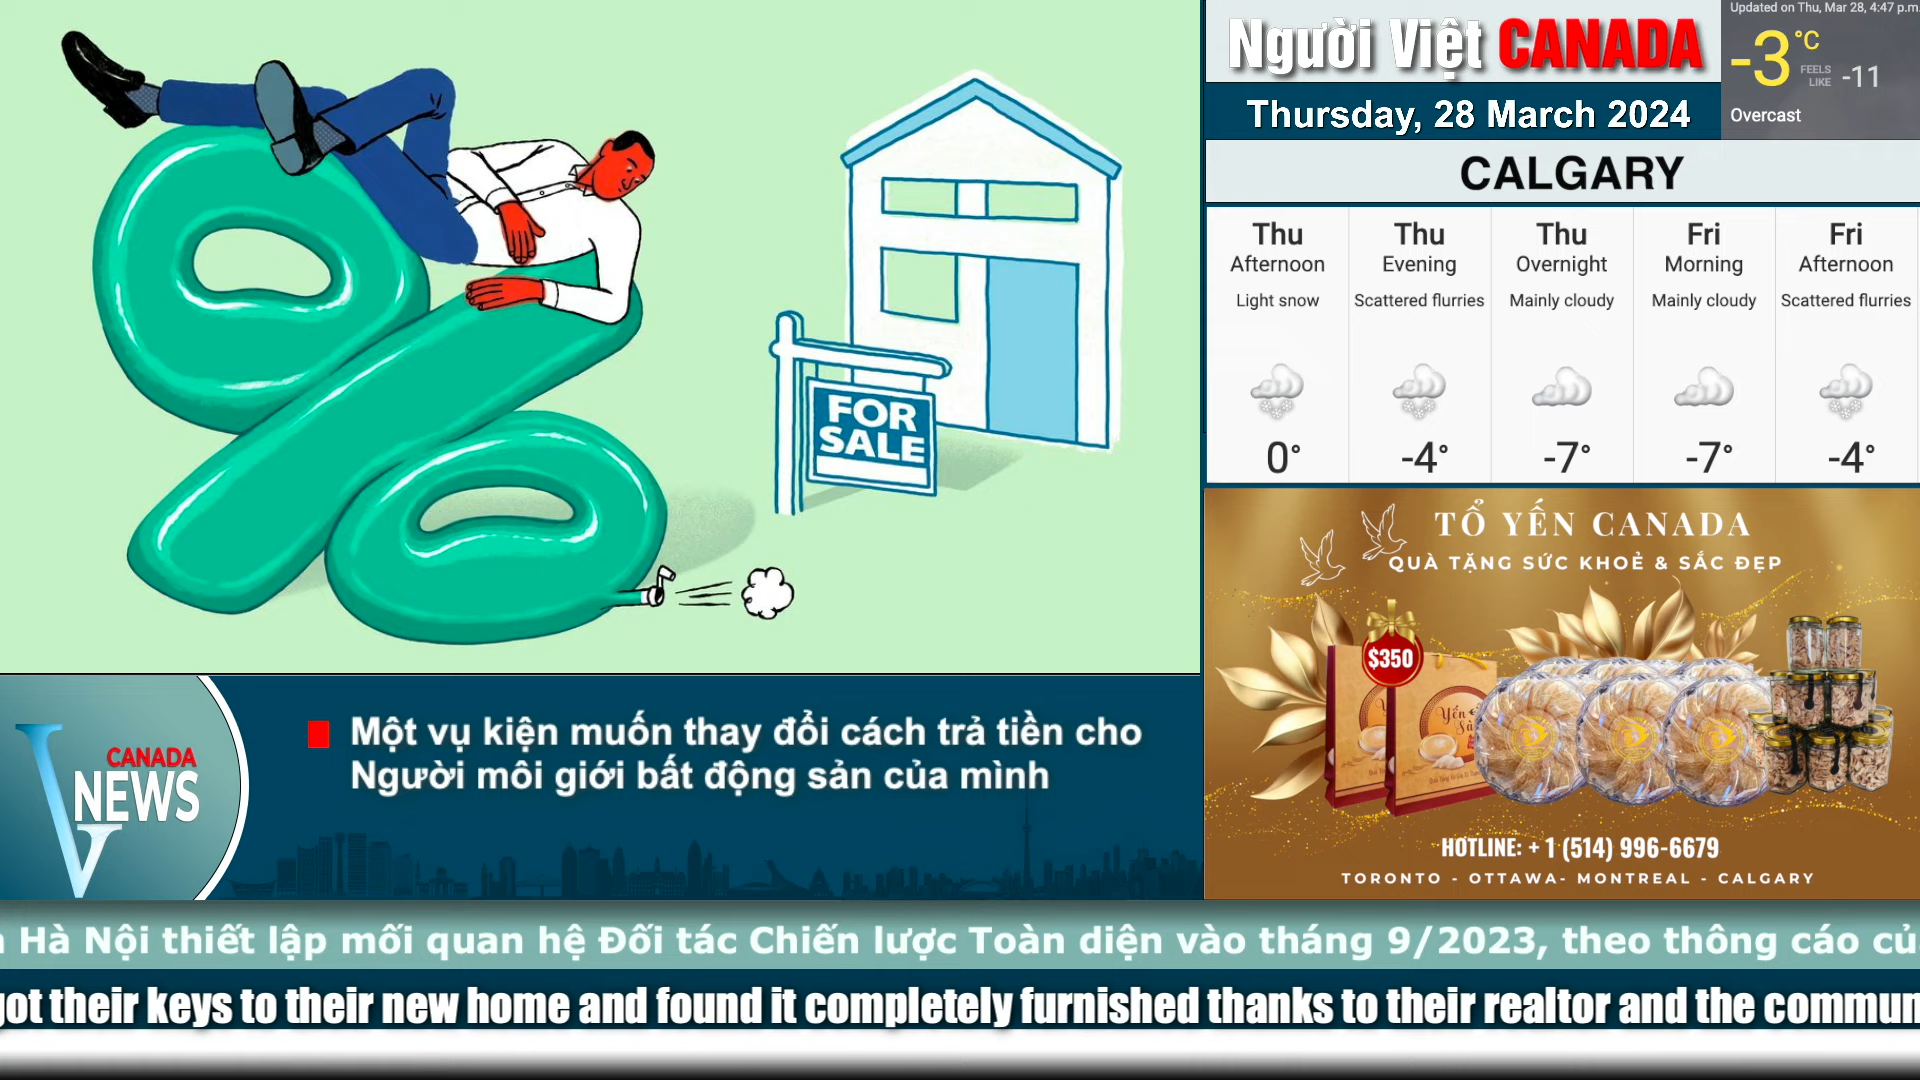 FOR
SALE
Người Việt CANADA
Thursday, 28 March 2024
Updated on Thu, Mar 28, 4:47 p.m.
-3 °C
FEELS
LIKE -11
Overcast
CALGARY
Thu Thu Thu Fri Fri
Afternoon Evening Overnight Morning Afternoon
Light snow Scattered flurries Mainly cloudy Mainly cloudy Scattered flurries
0° -4° -7° -7° -4°
TỔ YẾN CANADA
QUÀ TẶNG SỨC KHOẺ & SẮC ĐẸP
$350
Yến
Sà
HOTLINE: + 1 (514) 996-6679
TORONTO - OTTAWA- MONTREAL - CALGARY
V CANADA
NEWS
Một vụ kiện muốn thay đổi cách trả tiền cho
Người môi giới bất động sản của mình
Hà Nội thiết lập mối quan hệ Đối tác Chiến lược Toàn diện vào tháng 9/2023, theo thông cáo
got their keys to their new home and found it completely furnished thanks to their realtor and the commun